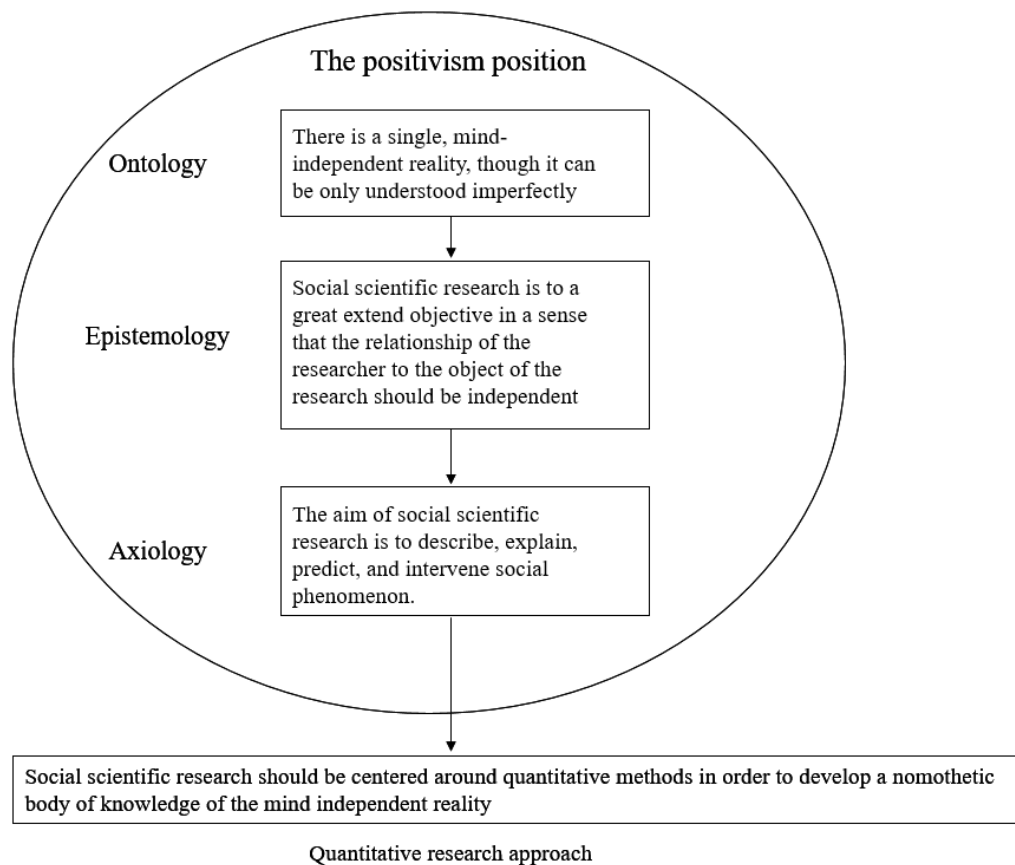 The positivism position
Ontology
There is a single, mind-
independent reality, though it can
be only understood imperfectly
Epistemology
Social scientific research is to a
great extend objective in a sense
that the relationship of the
researcher to the object of the
research should be independent
Axiology
The aim of social scientific
research is to describe, explain,
predict, and intervene social
phenomenon.
Social scientific research should be centered around quantitative methods in order to develop a nomothetic
body of knowledge of the mind independent reality
Quantitative research approach